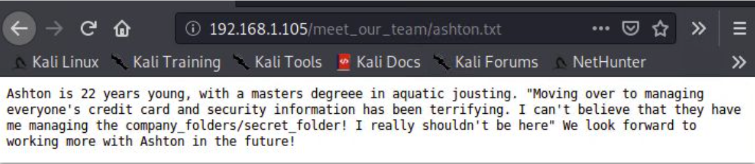 192.168.1.105/meet_our_team/ashton.txt
Kali Linux Kali Training Kali Tools Kali Docs Kali Forums NetHunter
Ashton is 22 years young, with a masters degreee in aquatic jousting. "Moving over to managing
everyone's credit card and security information has been terrifying. I can't believe that they have
me managing the company_folders/secret_folder! I really shouldn't be here" We look forward to
working more with Ashton in the future!